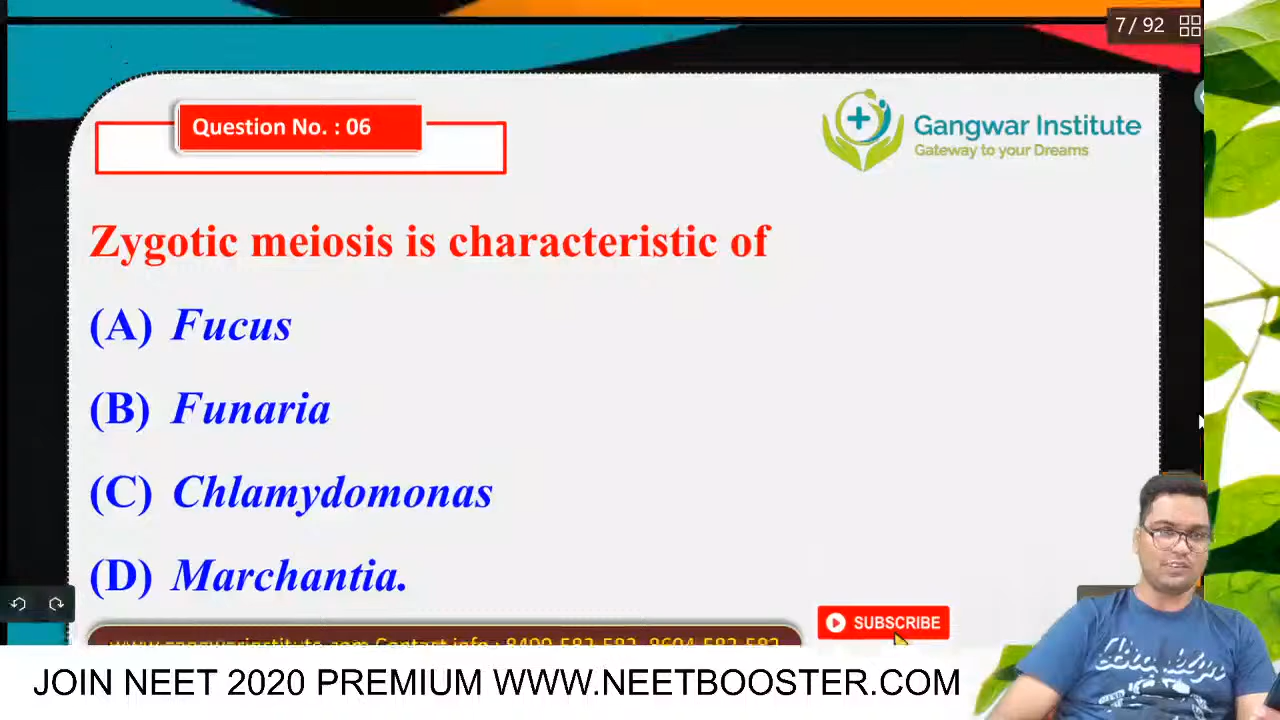 7 / 92
Question No. : 06
Gangwar Institute
Gateway to your Dreams
Zygotic meiosis is characteristic of
(A) Fucus
(B) Funaria
(C) Chlamydomonas
(D) Marchantia.
SUBSCRIBE
JOIN NEET 2020 PREMIUM WWW.NEETBOOSTER.COM